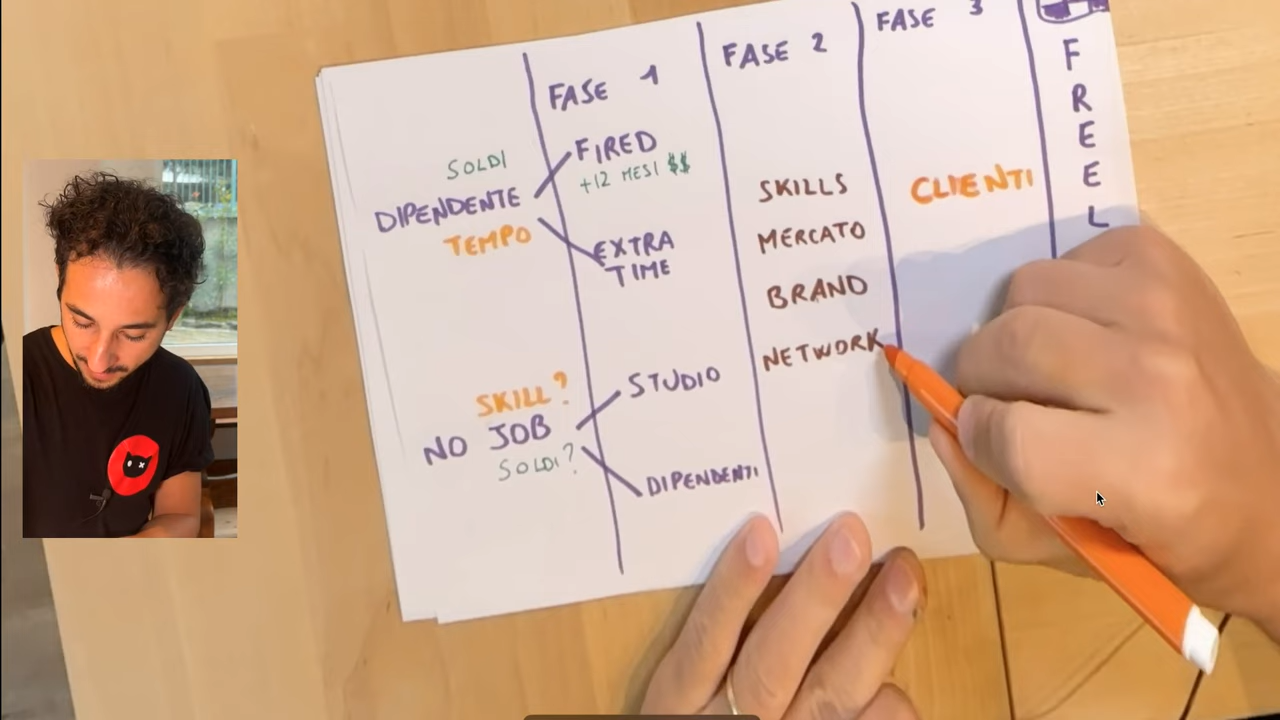 FASE 1
FASE 2
FASE 3
SOLDI
DIPENDENTE
TEMPO
FIRED
+12 MESI $$
EXTRA
TIME
SKILL?
NO JOB
SOLDI?
STUDIO
DIPENDENTI
SKILLS
MERCATO
BRAND
NETWORK
CLIENTI
F
R
E
E
L